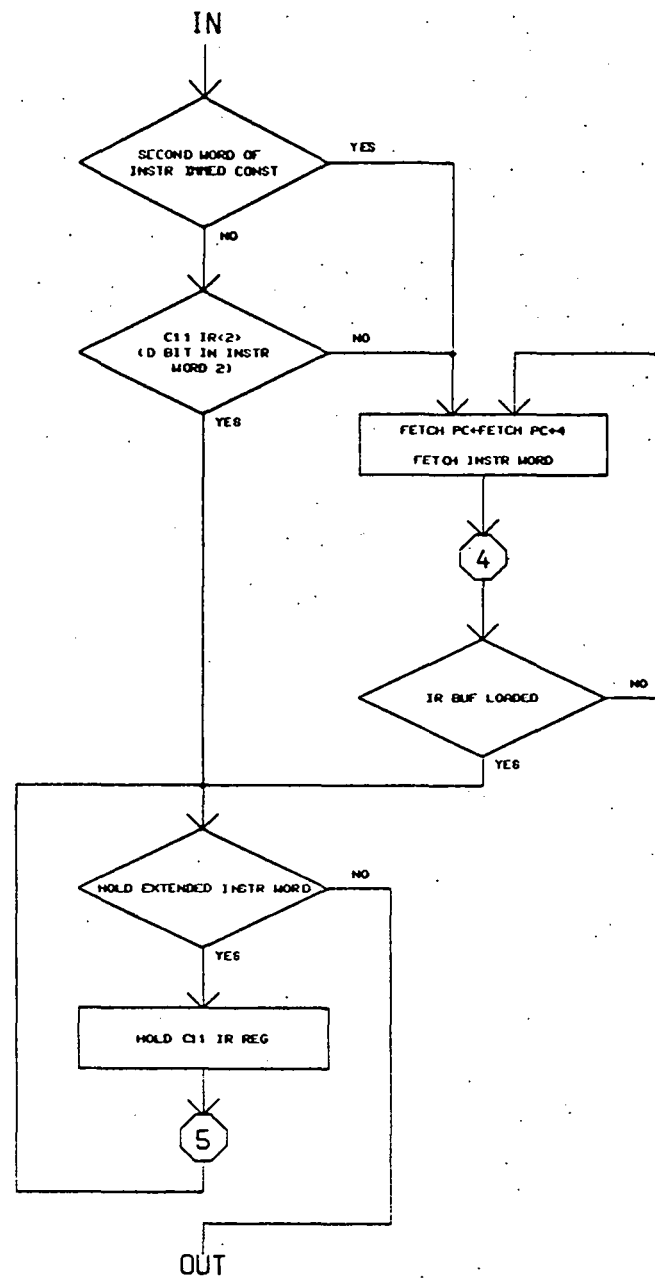 IN
SECOND WORD OF
INSTR IMMED CONST
YES
NO
C11 IR<2>
(D BIT IN INSTR
WORD 2)
NO
YES
FETCH PC←FETCH PC+4
FETCH INSTR WORD
4
IR BUF LOADED
NO
YES
HOLD EXTENDED INSTR WORD
NO
YES
HOLD C11 IR REG
5
OUT